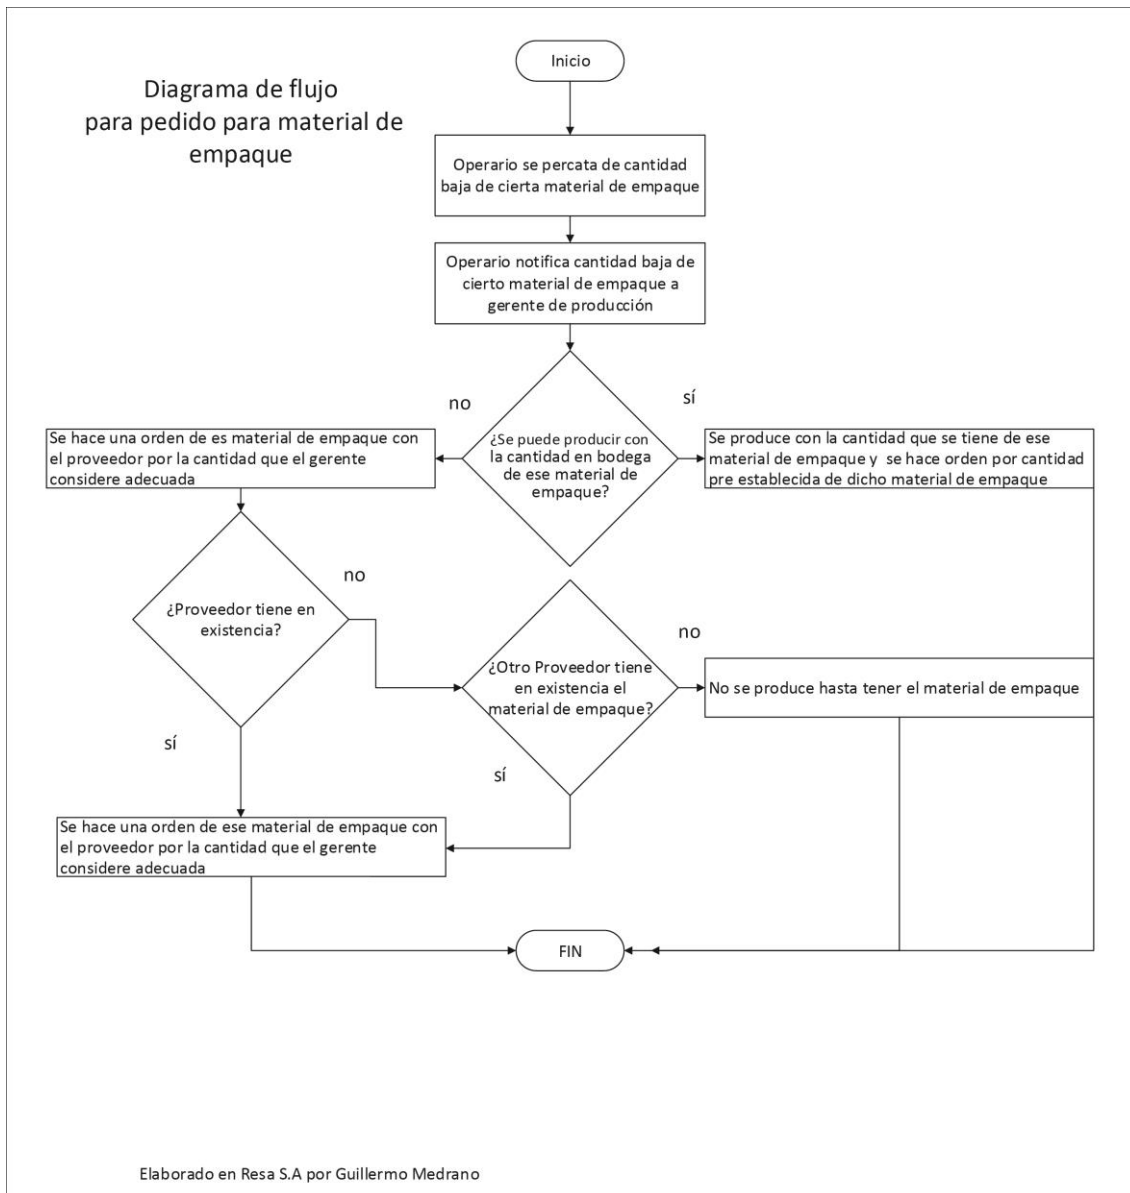 Inicio
Diagrama de flujo
para pedido para material de
empaque
Operario se percata de cantidad
baja de cierta material de empaque
Operario notifica cantidad baja de
cierto material de empaque a
gerente de producción
no
sí
¿Se puede producir con
la cantidad en bodega
de ese material de
empaque?
Se hace una orden de es material de empaque con
el proveedor por la cantidad que el gerente
considere adecuada
Se produce con la cantidad que se tiene de ese
material de empaque y se hace orden por cantidad
pre establecida de dicho material de empaque
no
¿Proveedor tiene en
existencia?
sí
no
¿Otro Proveedor tiene
en existencia el
material de empaque?
sí
No se produce hasta tener el material de empaque
Se hace una orden de ese material de empaque con
el proveedor por la cantidad que el gerente
considere adecuada
FIN
Elaborado en Resa S.A por Guillermo Medrano